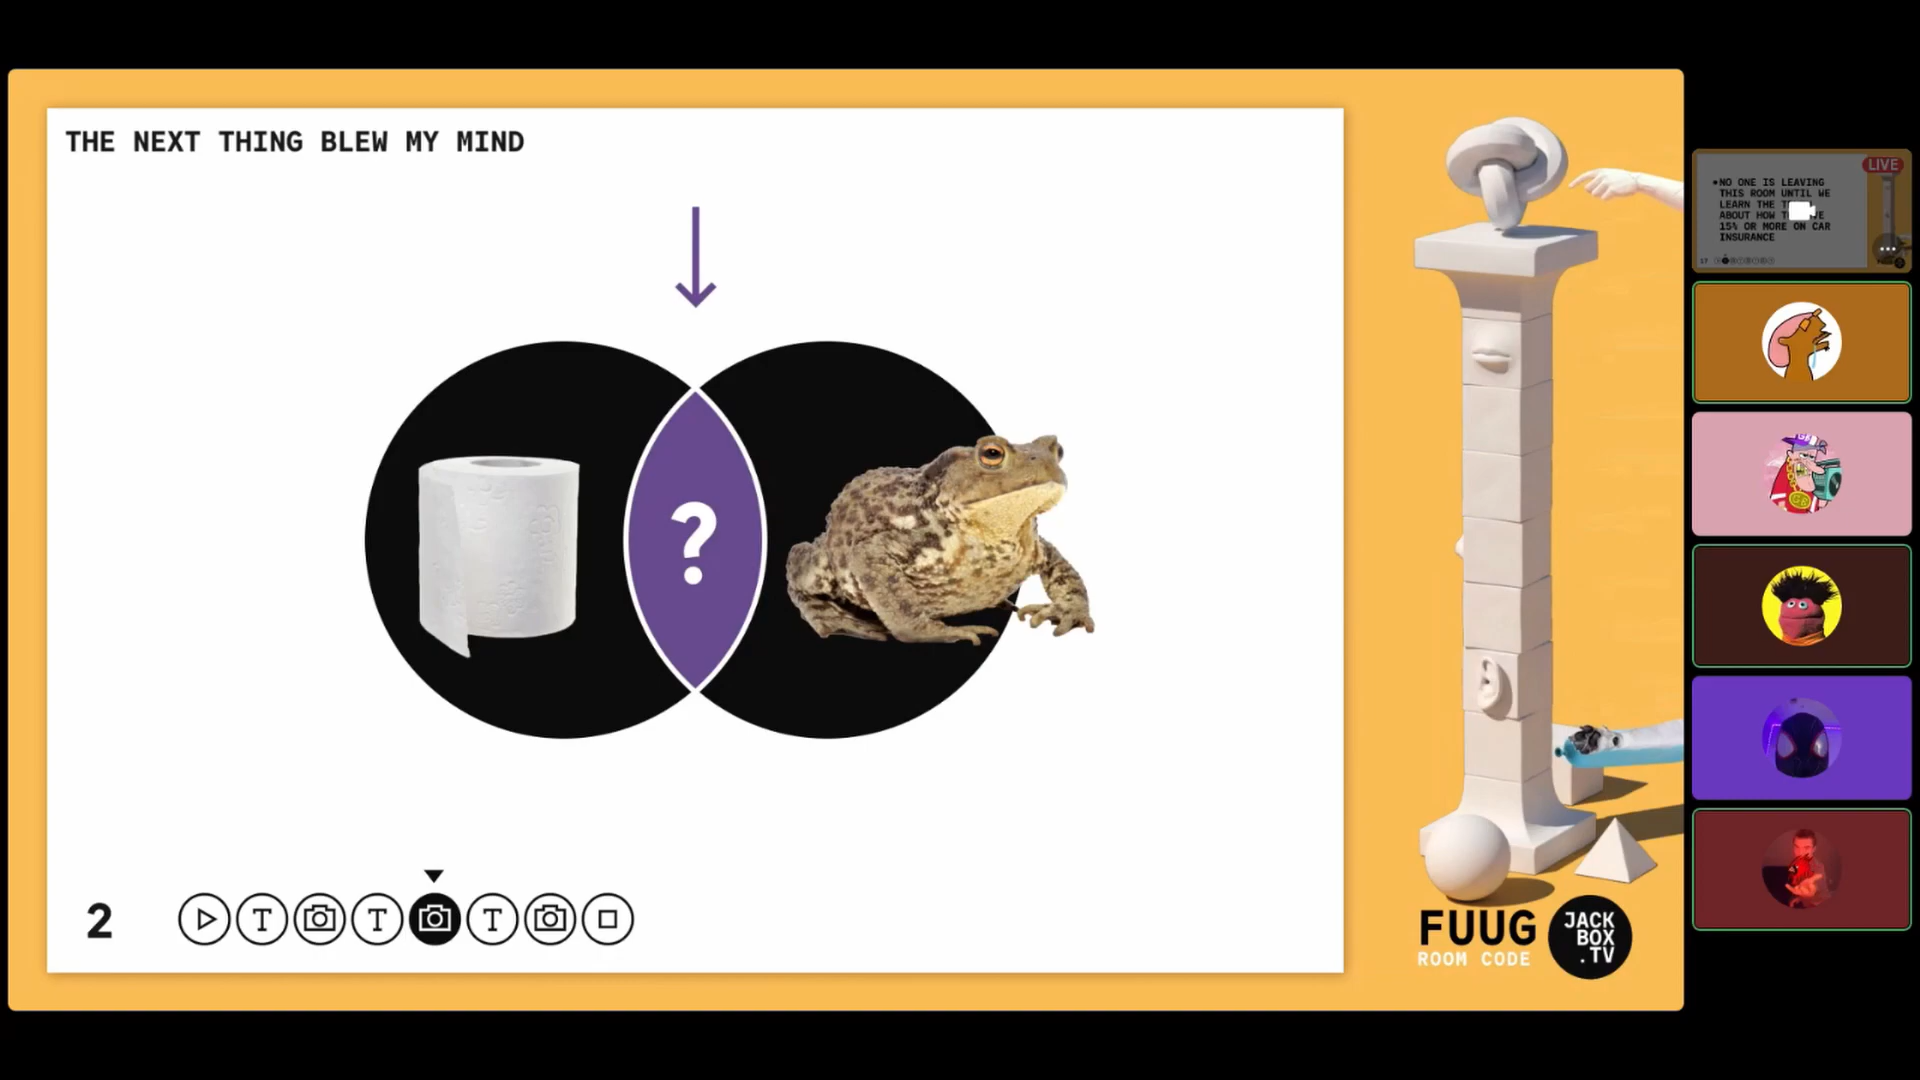 THE NEXT THING BLEW MY MIND
?
2
T
T
T
FUUG
ROOM CODE
JACK
BOX
.TV
LIVE
•NO ONE IS LEAVING
THIS ROOM UNTIL WE
LEARN THE
ABOUT HOW
15% OR MORE ON CAR
INSURANCE
17